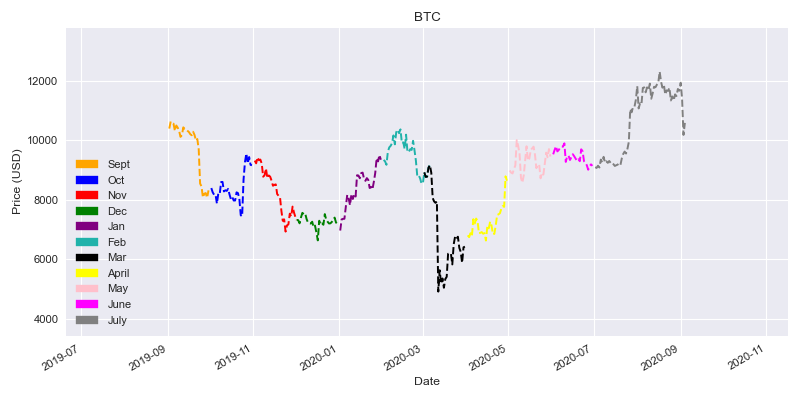 BTC
Price (USD)
12000
10000
8000
6000
4000
Sept
Oct
Nov
Dec
Jan
Feb
Mar
April
May
June
July
2019-07
2019-09
2019-11
2020-01
2020-03
2020-05
2020-07
2020-09
2020-11
Date